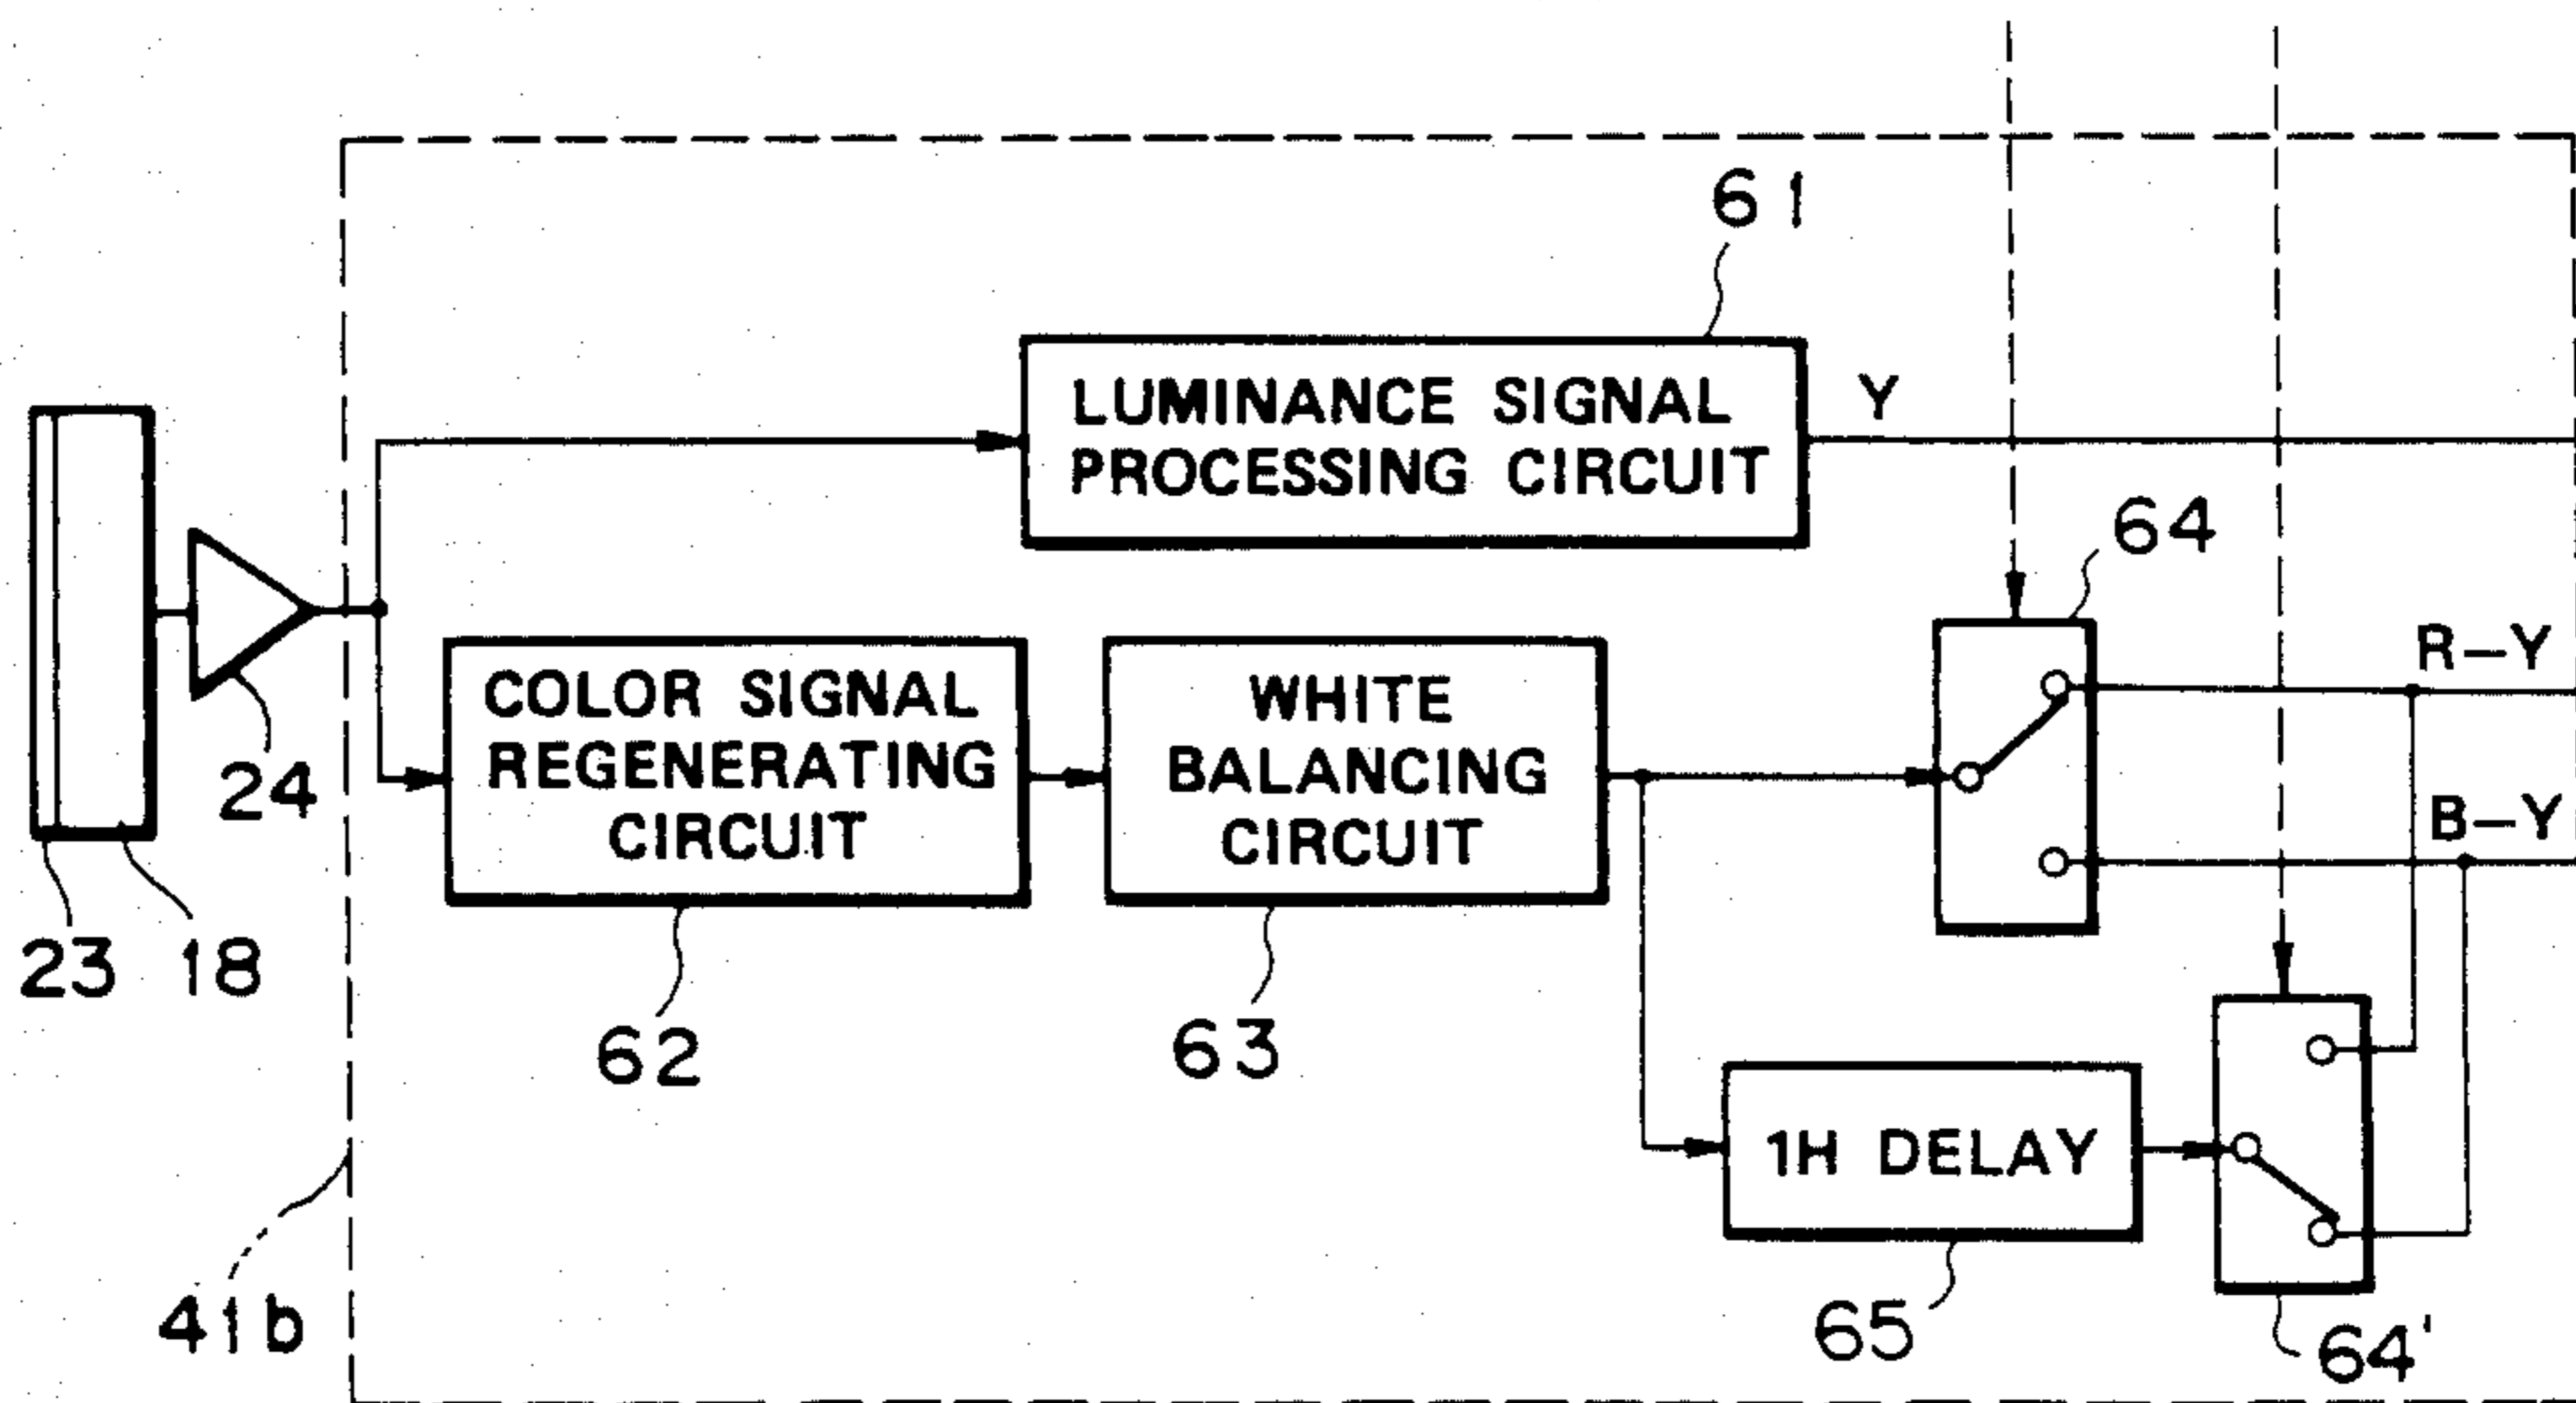 61
LUMINANCE SIGNAL
PROCESSING CIRCUIT
Y
64
R-Y
COLOR SIGNAL
REGENERATING
CIRCUIT
WHITE
BALANCING
CIRCUIT
24
B-Y
23 18
62
63
1H DELAY
41b
65
64'